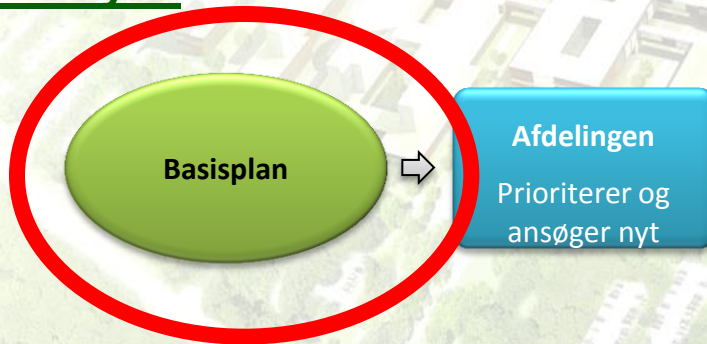 Basisplan
Afdelingen
Prioriterer og
ansøger nyt